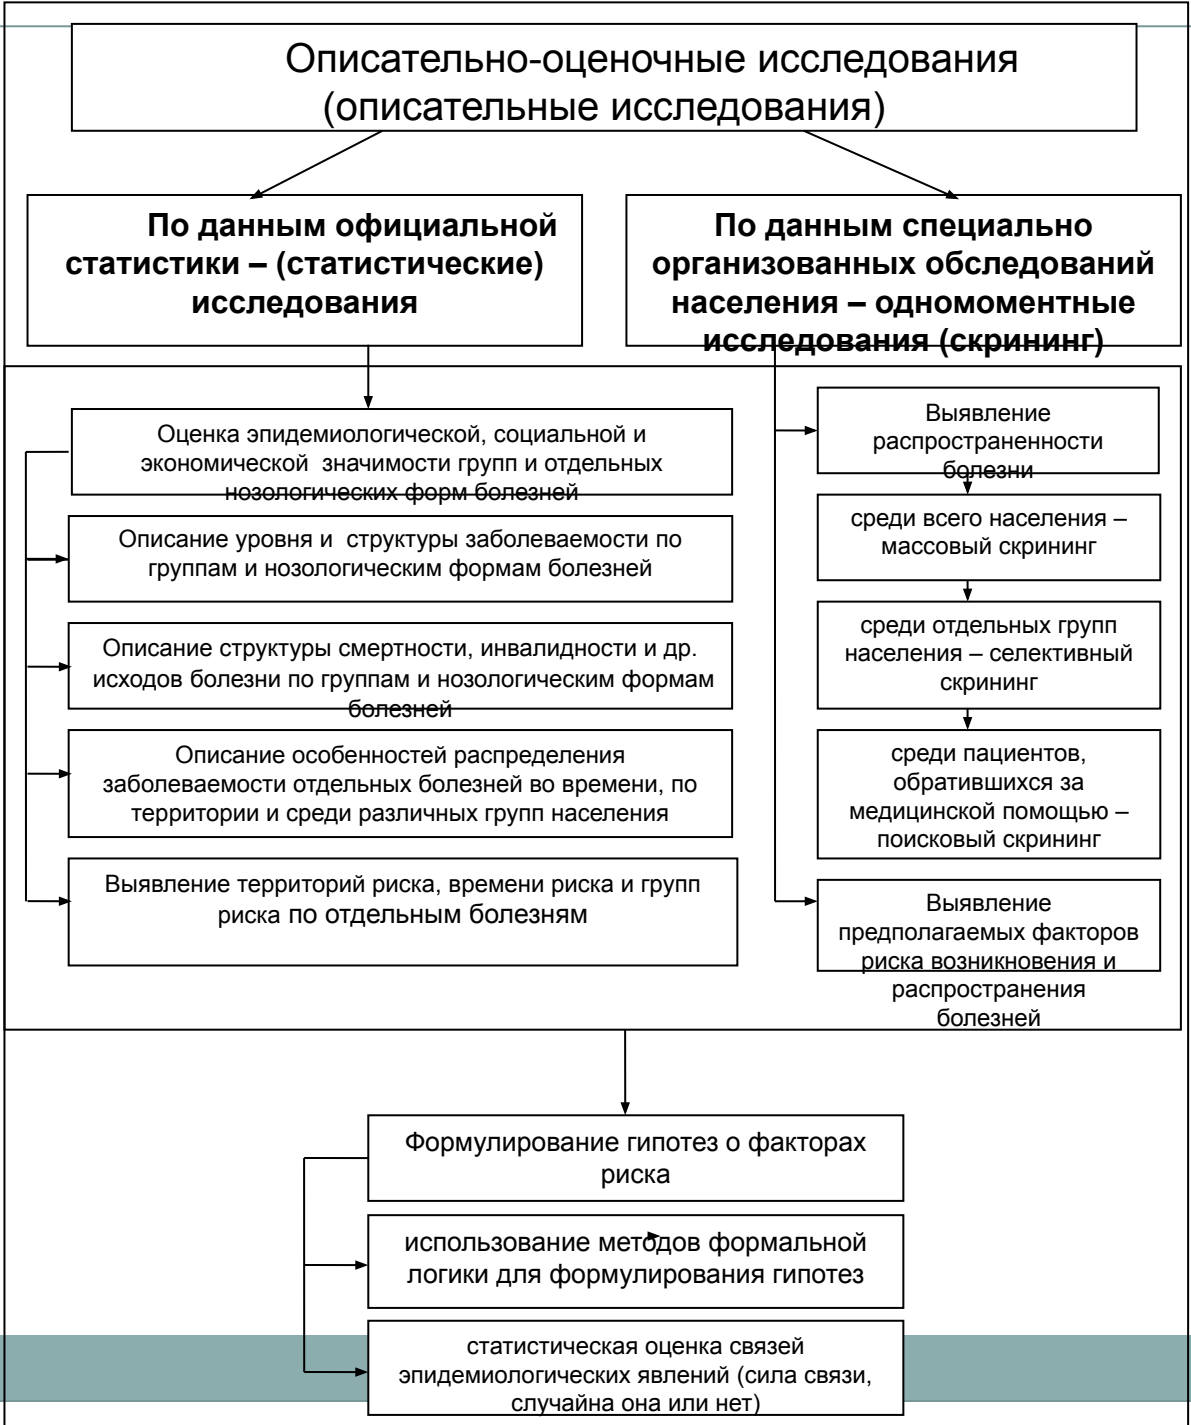 Описательно-оценочные исследования
(описательные исследования)
По данным официальной
статистики – (статистические)
исследования
По данным специально
организованных обследований
населения – одномоментные
исследования (скрининг)
Оценка эпидемиологической, социальной и
экономической значимости групп и отдельных
нозологических форм болезней
Описание уровня и структуры заболеваемости по
группам и нозологическим формам болезней
Описание структуры смертности, инвалидности и др.
исходов болезни по группам и нозологическим формам
болезней
Описание особенностей распределения
заболеваемости отдельных болезней во времени, по
территории и среди различных групп населения
Выявление территорий риска, времени риска и групп
риска по отдельным болезням
Выявление
распространенности
болезни
среди всего населения –
массовый скрининг
среди отдельных групп
населения – селективный
скрининг
среди пациентов,
обратившихся за
медицинской помощью –
поисковый скрининг
Выявление
предполагаемых факторов
риска возникновения и
распространения
болезней
Формулирование гипотез о факторах
риска
использование методов формальной
логики для формулирования гипотез
статистическая оценка связей
эпидемиологических явлений (сила связи,
случайна она или нет)